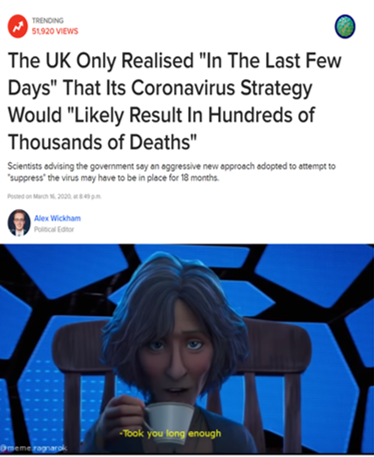 TRENDING
51,920 VIEWS
The UK Only Realised "In The Last Few
Days" That Its Coronavirus Strategy
Would "Likely Result In Hundreds of
Thousands of Deaths"
Scientists advising the government say an aggressive new approach adopted to attempt to
"suppress" the virus may have to be in place for 18 months.
Posted on March 16, 2020, at 8:49 p.m.
Alex Wickham
Political Editor
-Took you long enough
@meme.ragnarok